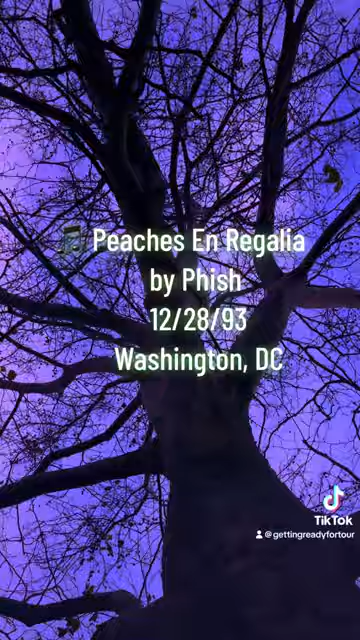 🎵 Peaches En Regalia
by Phish
12/28/93
Washington, DC
TikTok
@gettingreadyfortour